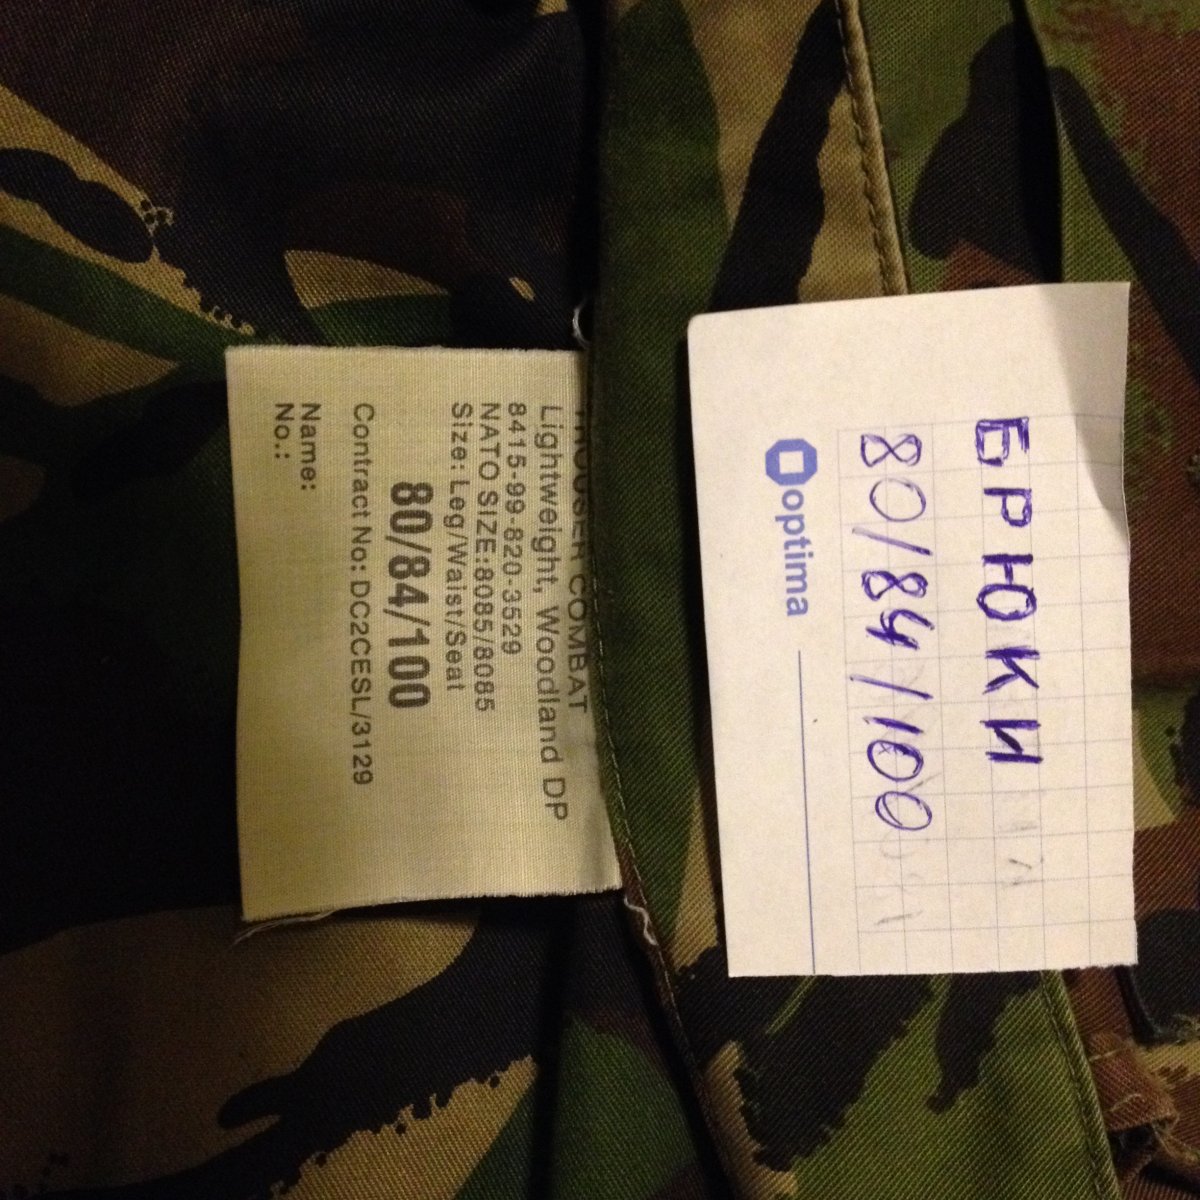 TROUSER COMBAT
Lightweight, Woodland DP
8415-99-820-3529
NATO SIZE:8085/8085
Size: Leg/Waist/Seat
80/84/100
Contract No: DC2CESL/3129
Name:
No.:
БРЮКИ
80/84/100
optima